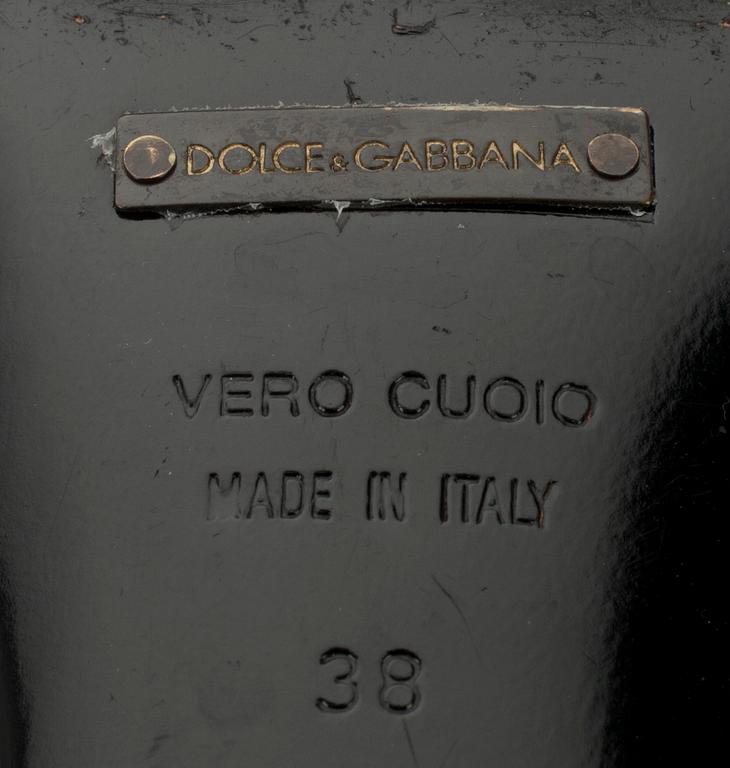 DOLCE & GABBANA
VERO CUOIO
MADE IN ITALY
38